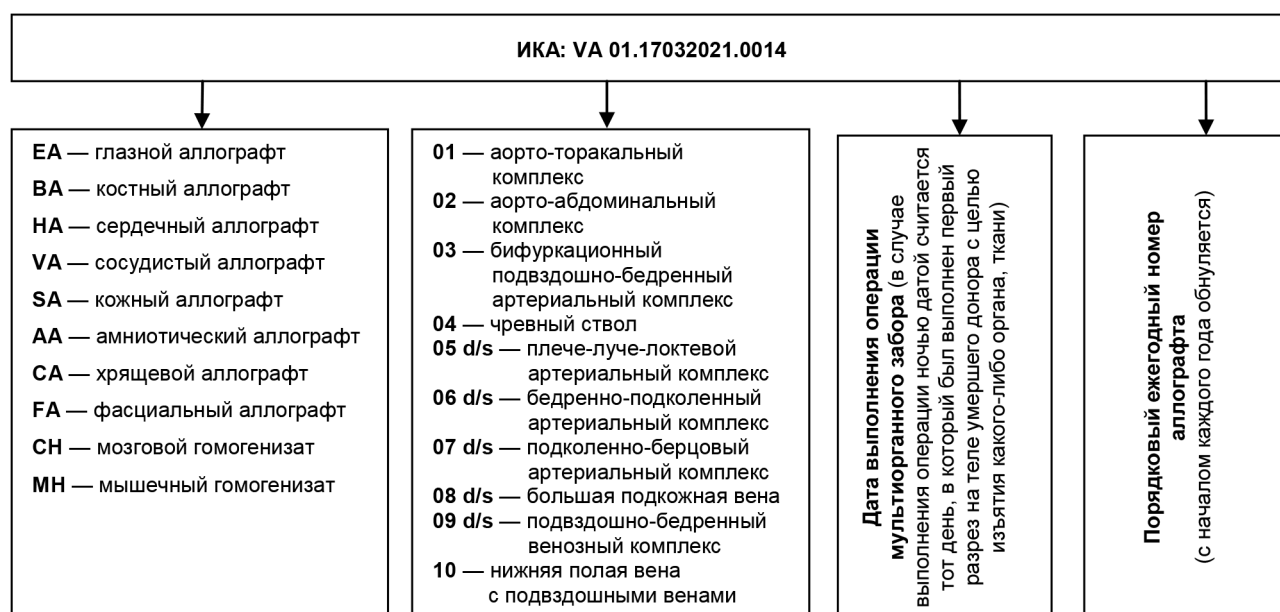 ИКА: VA 01.17032021.0014
EA — глазной аллографт
BA — костный аллографт
HA — сердечный аллографт
VA — сосудистый аллографт
SA — кожный аллографт
AA — амниотический аллографт
CA — хрящевой аллографт
FA — фасциальный аллографт
CH — мозговой гомогенизат
MH — мышечный гомогенизат
01 — аорто-торакальный
комплекс
02 — аорто-абдоминальный
комплекс
03 — бифуркационный
подвздошно-бедренный
артериальный комплекс
04 — чревный ствол
05 d/s — плече-луче-локтевой
артериальный комплекс
06 d/s — бедренно-подколенный
артериальный комплекс
07 d/s — подколенно-берцовый
артериальный комплекс
08 d/s — большая подкожная вена
09 d/s — подвздошно-бедренный
венозный комплекс
10 — нижняя полая вена
с подвздошными венами
Дата выполнения операции
мультиорганного забора (в случае
выполнения операции ночью датой считается
тот день, в который был выполнен первый
разрез на теле умершего донора с целью
изъятия какого-либо органа, ткани)
Порядковый ежегодный номер
аллографта
(с началом каждого года обнуляется)